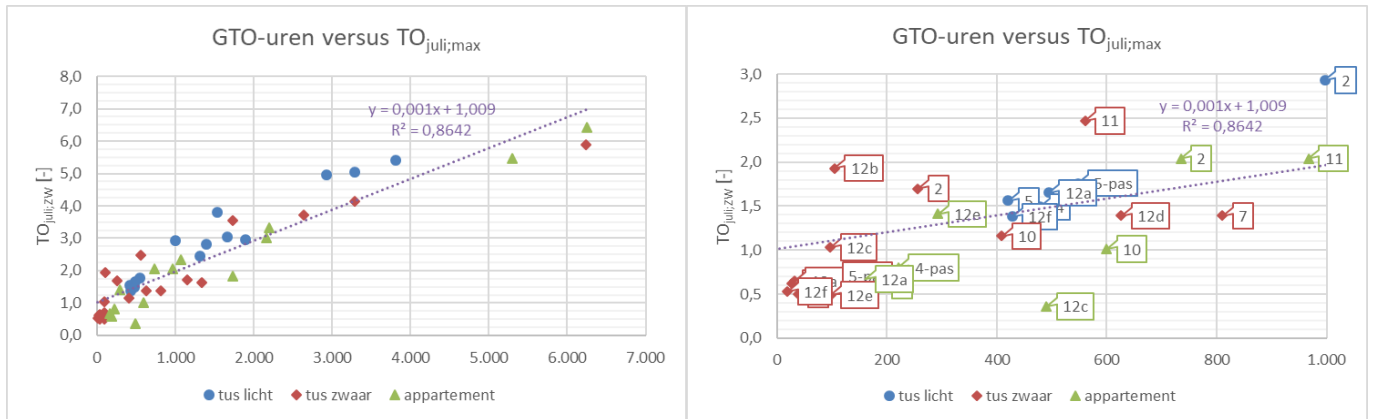 GTO-uren versus TOjuli;max
TOjuli;ZW [-]
8,0
7,0
6,0
5,0
4,0
3,0
2,0
1,0
0,0
y = 0,001x + 1,009
R² = 0,8642
0 1.000 2.000 3.000 4.000 5.000 6.000 7.000
tus licht tus zwaar appartement
GTO-uren versus TOjuli;max
TOjuli;ZW [-]
3,0
2,5
2,0
1,5
1,0
0,5
0,0
2
y = 0,001x + 1,009
R² = 0,8642
11
12b
2
11
2
5-pas
12a
5
12e
12f
4
12d
7
10
12c
10
4-pas
12a
12f
12e
12c
0 200 400 600 800 1.000
tus licht tus zwaar appartement